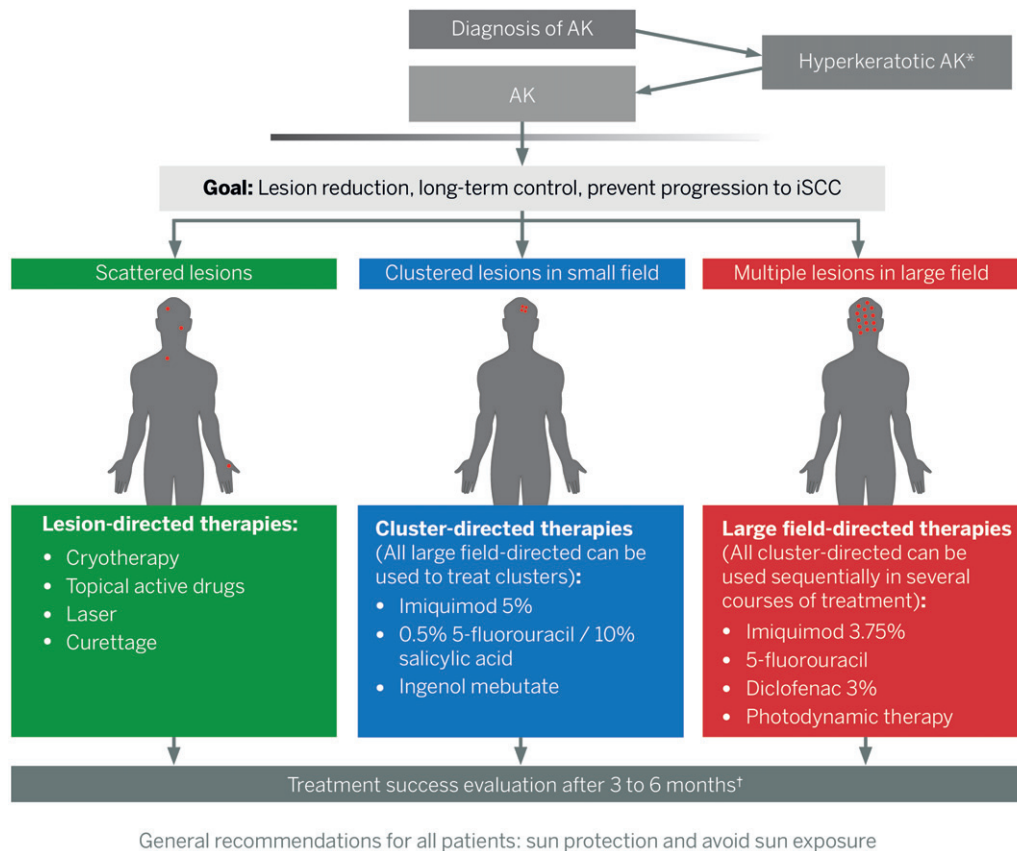 Diagnosis of AK
Hyperkeratotic AK*
AK
Goal: Lesion reduction, long-term control, prevent progression to iSCC
Scattered lesions
Clustered lesions in small field
Multiple lesions in large field
Lesion-directed therapies:
• Cryotherapy
• Topical active drugs
• Laser
• Curettage
Cluster-directed therapies
(All large field-directed can be
used to treat clusters):
• Imiquimod 5%
• 0.5% 5-fluorouracil / 10%
salicylic acid
• Ingenol mebutate
Large field-directed therapies
(All cluster-directed can be
used sequentially in several
courses of treatment):
• Imiquimod 3.75%
• 5-fluorouracil
• Diclofenac 3%
• Photodynamic therapy
Treatment success evaluation after 3 to 6 months†
General recommendations for all patients: sun protection and avoid sun exposure